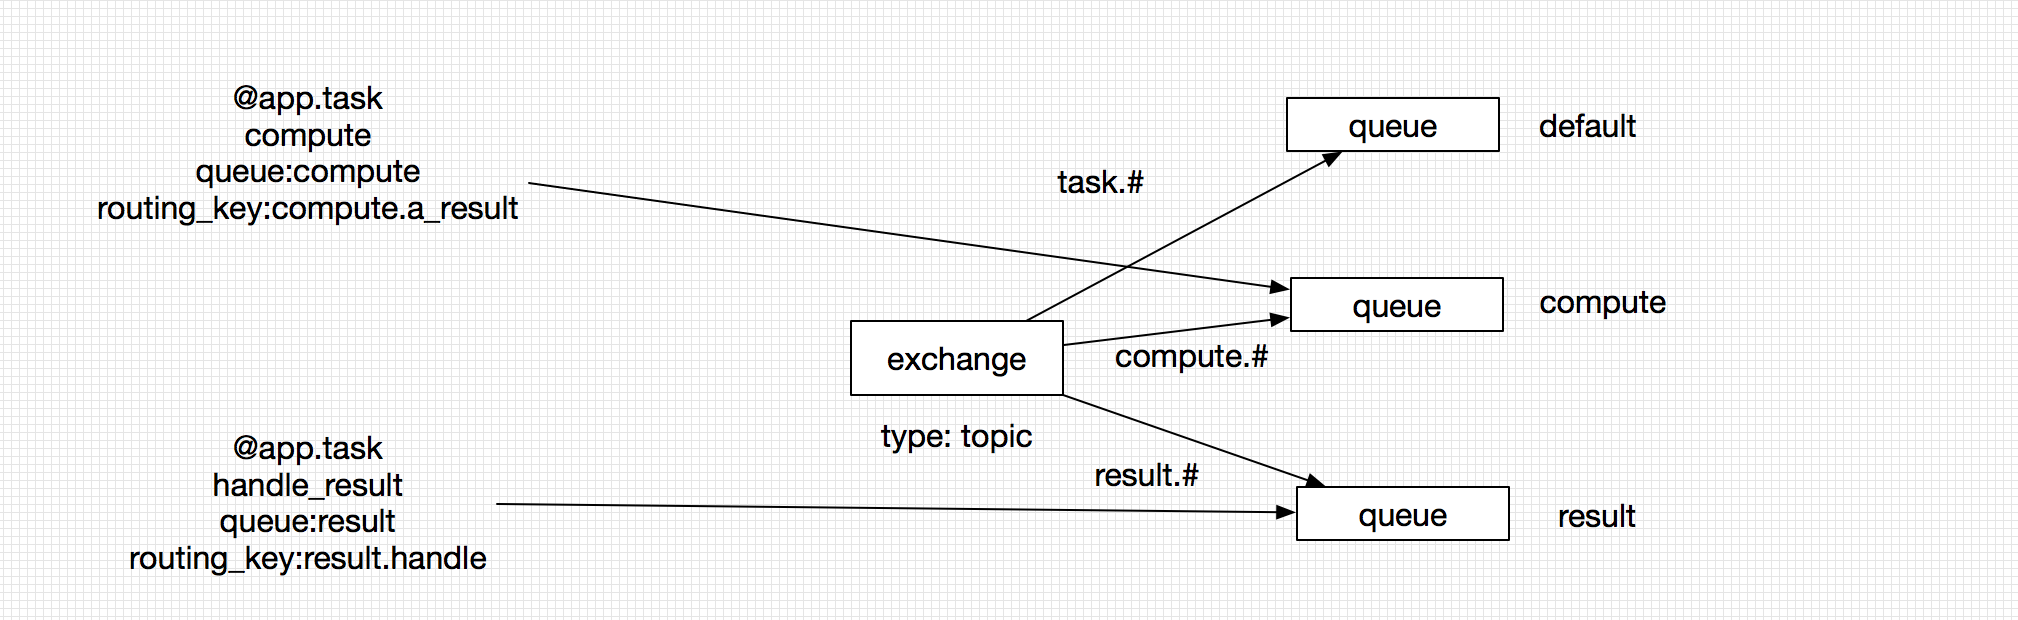 @app.task
compute
queue:compute
routing_key:compute.a_result
@app.task
handle_result
queue:result
routing_key:result.handle
exchange
type: topic
task.#
compute.#
result.#
queue
default
queue
compute
queue
result